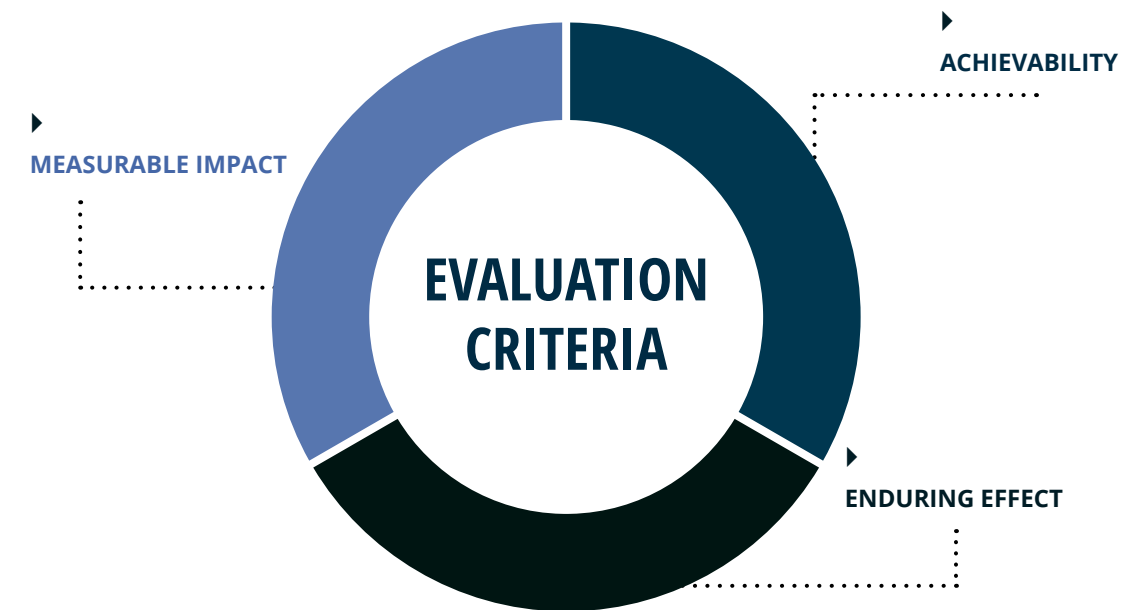 ACHIEVABILITY
MEASURABLE IMPACT
EVALUATION
CRITERIA
ENDURING EFFECT